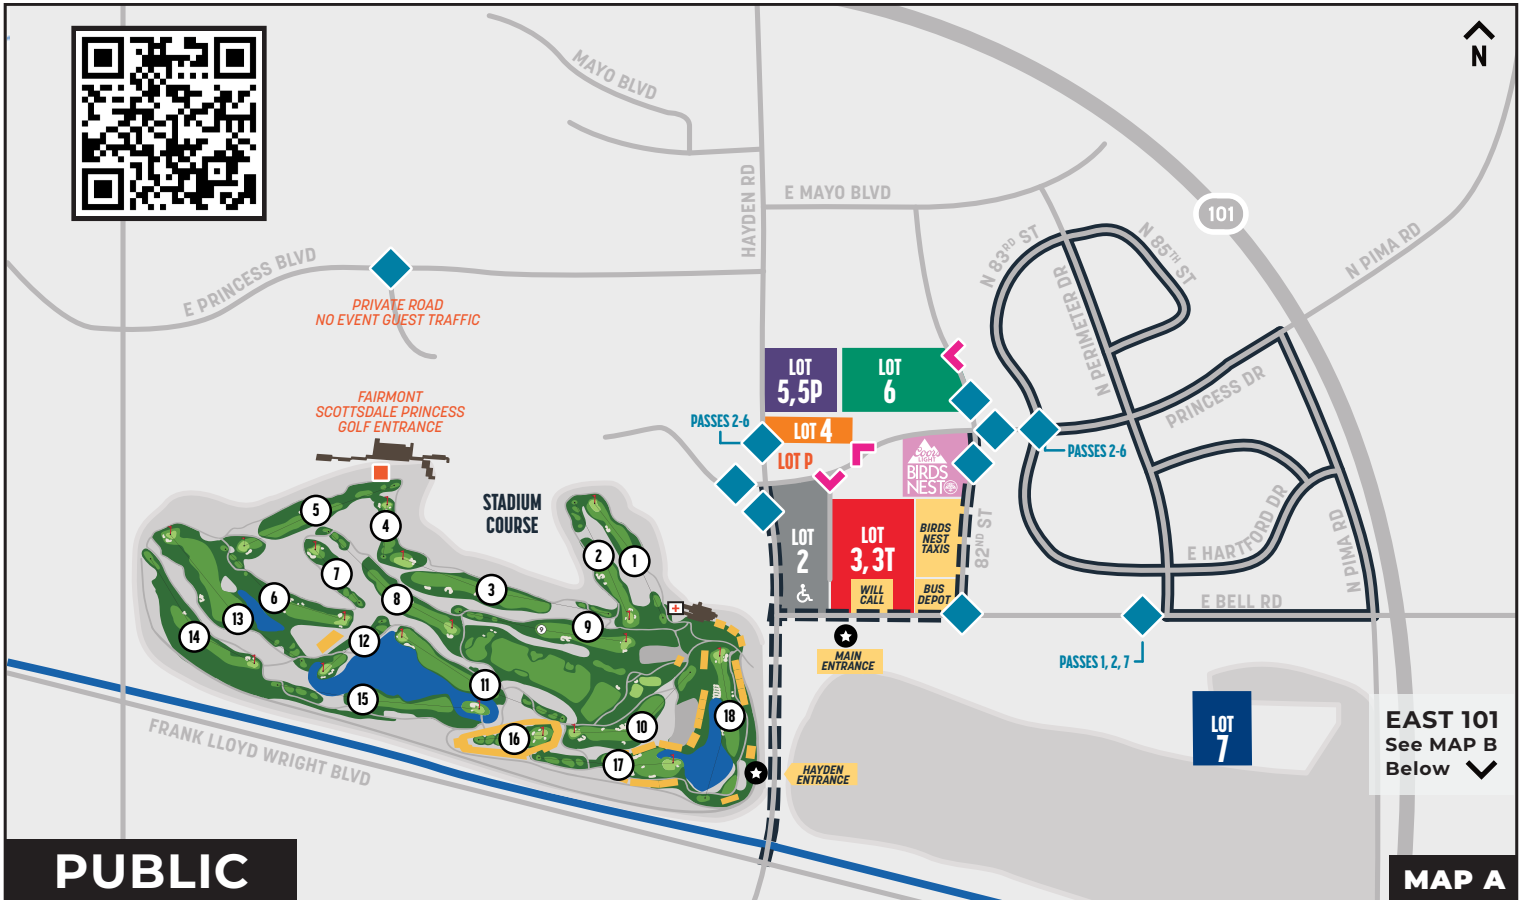 MAYO BLVD
N
HAYDEN RD
E MAYO BLVD
101
N 83RD ST
N 85TH ST
N PIMA RD
E PRINCESS BLVD
PRIVATE ROAD
NO EVENT GUEST TRAFFIC
N PERIMETER DR
PRINCESS DR
FAIRMONT
SCOTTSDALE PRINCESS
GOLF ENTRANCE
LOT
5,5P
LOT
6
PASSES 2-6
LOT 4
LOT P
PASSES 2-6
Coors
LIGHT
BIRDS
NEST
STADIUM
COURSE
LOT
2
LOT
3,3T
WILL
CALL
BIRDS
NEST
TAXIS
BUS
DEPOT
82ND ST
E HARTFORD DR
N PIMA RD
E BELL RD
5
4
2
1
7
3
6
8
13
9
9
14
12
15
11
16
10
18
17
MAIN
ENTRANCE
PASSES 1, 2, 7
HAYDEN
ENTRANCE
LOT
7
EAST 101
See MAP B
Below
FRANK LLOYD WRIGHT BLVD
PUBLIC
MAP A